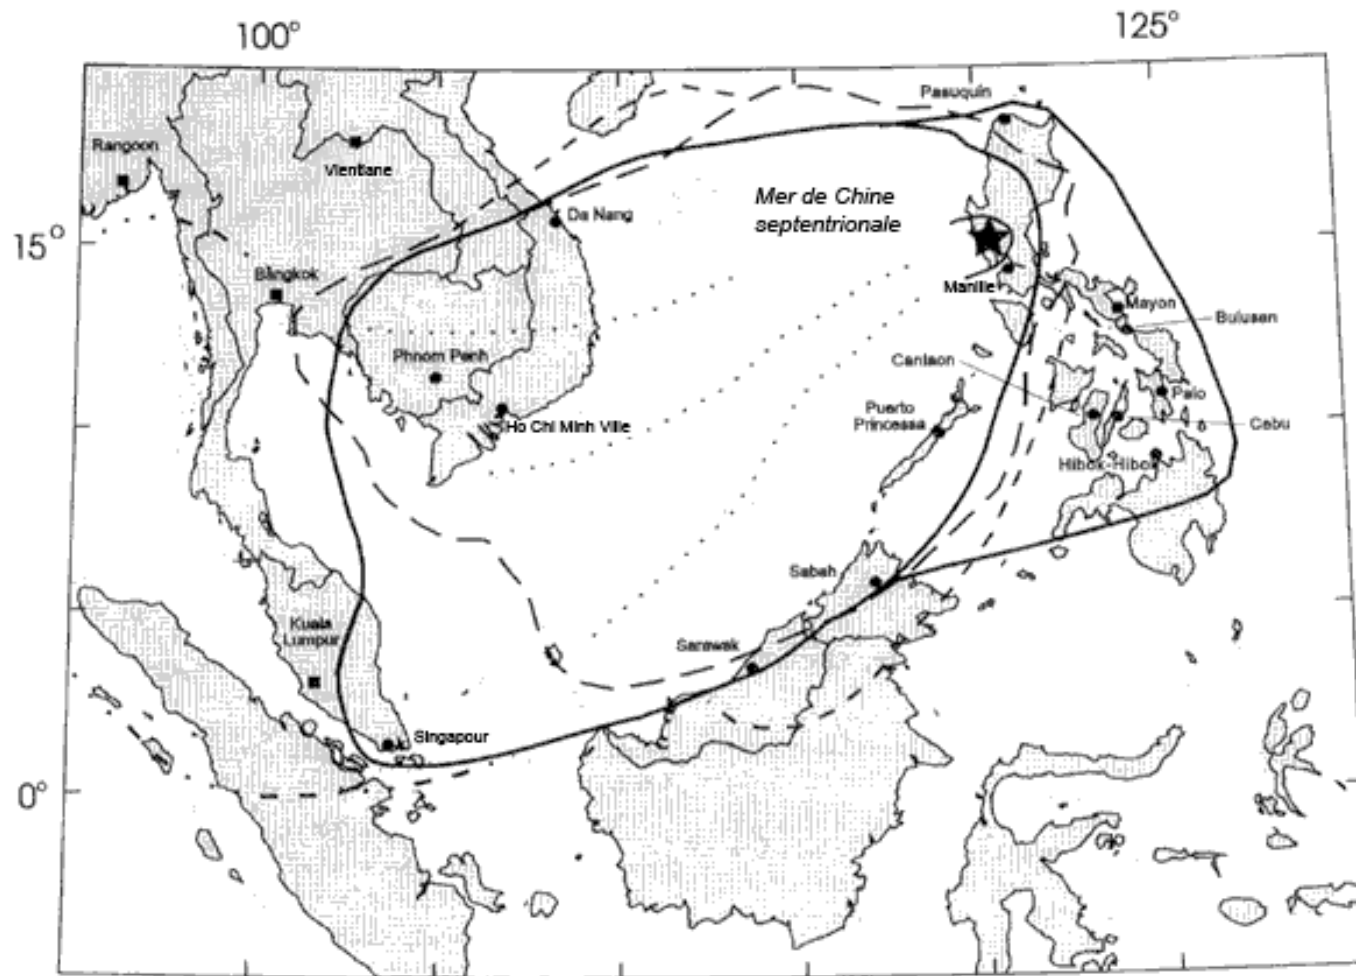 100°
125°
Pasuquin
Rangoon
Vientiane
Mer de Chine
septentrionale
Da Nang
15°
Bangkok
Manille
Mayon
Bulusen
Phnom Penh
Canlaon
Palo
Puerto
Princessa
Cebu
Ho Chi Minh Ville
Hibok-Hibok
Sabah
Kuala
Lumpur
Sarawak
Singapour
0°